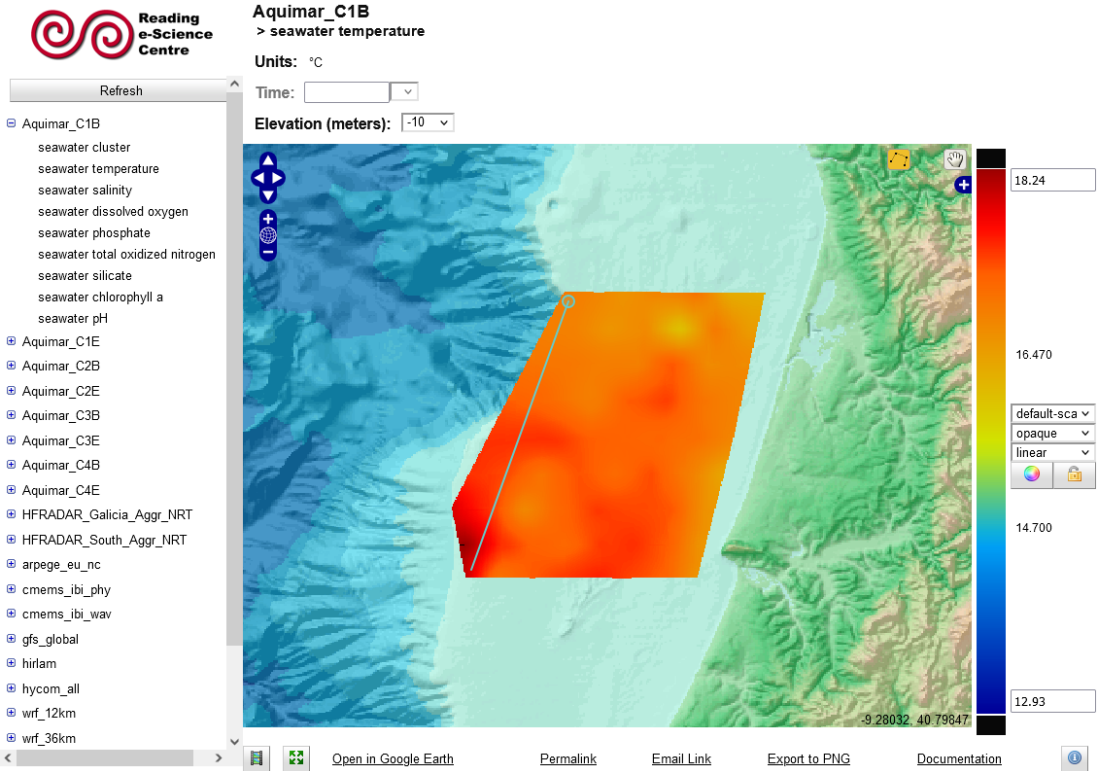 Reading
e-Science
Centre
Refresh
Aquimar_C1B
seawater cluster
seawater temperature
seawater salinity
seawater dissolved oxygen
seawater phosphate
seawater total oxidized nitrogen
seawater silicate
seawater chlorophyll a
seawater pH
Aquimar_C1E
Aquimar_C2B
Aquimar_C2E
Aquimar_C3B
Aquimar_C3E
Aquimar_C4B
Aquimar_C4E
HFRADAR_Galicia_Aggr_NRT
HFRADAR_South_Aggr_NRT
arpege_eu_nc
cmems_ibi_phy
cmems_ibi_wav
gfs_global
hirlam
hycom_all
wrf_12km
wrf_36km
Aquimar_C1B
> seawater temperature
Units: °C
Time:
Elevation (meters): -10
18.24
16.470
default-sca
opaque
linear
14.700
12.93
-9.28032, 40.79847
Open in Google Earth Permalink Email Link Export to PNG Documentation